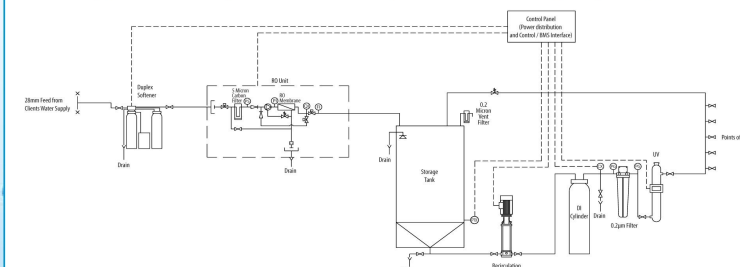 Control Panel
(Power distribution
and Control / BMS Interface)
28mm Feed from
Clients Water Supply
Duplex
Softener
Drain
RO Unit
5 Micron
Carbon
Filter
RO
Membrane
Drain
Drain
0.2
Micron
Vent
Filter
Storage
Tank
Recirculation
DI
Cylinder
Drain
0.2µm Filter
UV
Points of